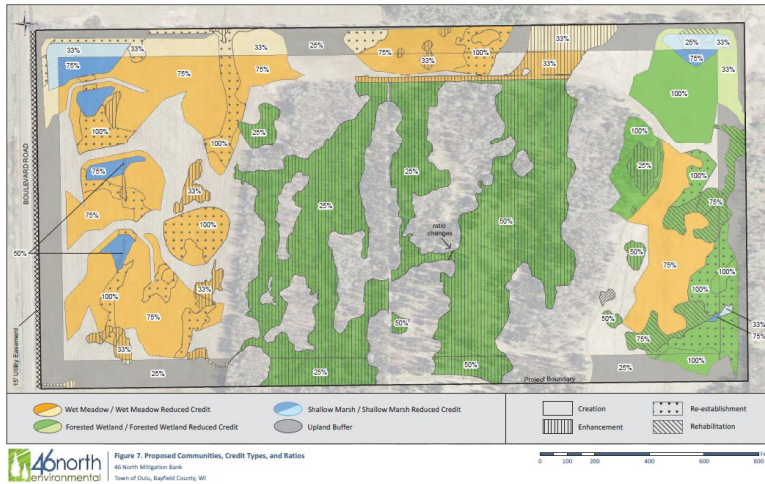 33%
33%
25%
75%
100%
33%
33%
33%
25%
33%
75%
75%
75%
33%
100%
100%
100%
100%
25%
25%
100%
75%
25%
25%
100%
75%
75%
100%
50%
50%
50%
75%
100%
33%
100%
75%
50%
50%
33%
75%
33%
75%
100%
25%
25%
50%
25%
BOULEVARD ROAD
15' Utility Easement
ratio
changes
Project Boundary
Wet Meadow / Wet Meadow Reduced Credit
Forested Wetland / Forested Wetland Reduced Credit
Shallow Marsh / Shallow Marsh Reduced Credit
Upland Buffer
Creation
Enhancement
Re-establishment
Rehabilitation
46north
environmental
Figure 7. Proposed Communities, Credit Types, and Ratios
46 North Mitigation Bank
Town of Oulu, Bayfield County, WI
0 100 200 400 600 800